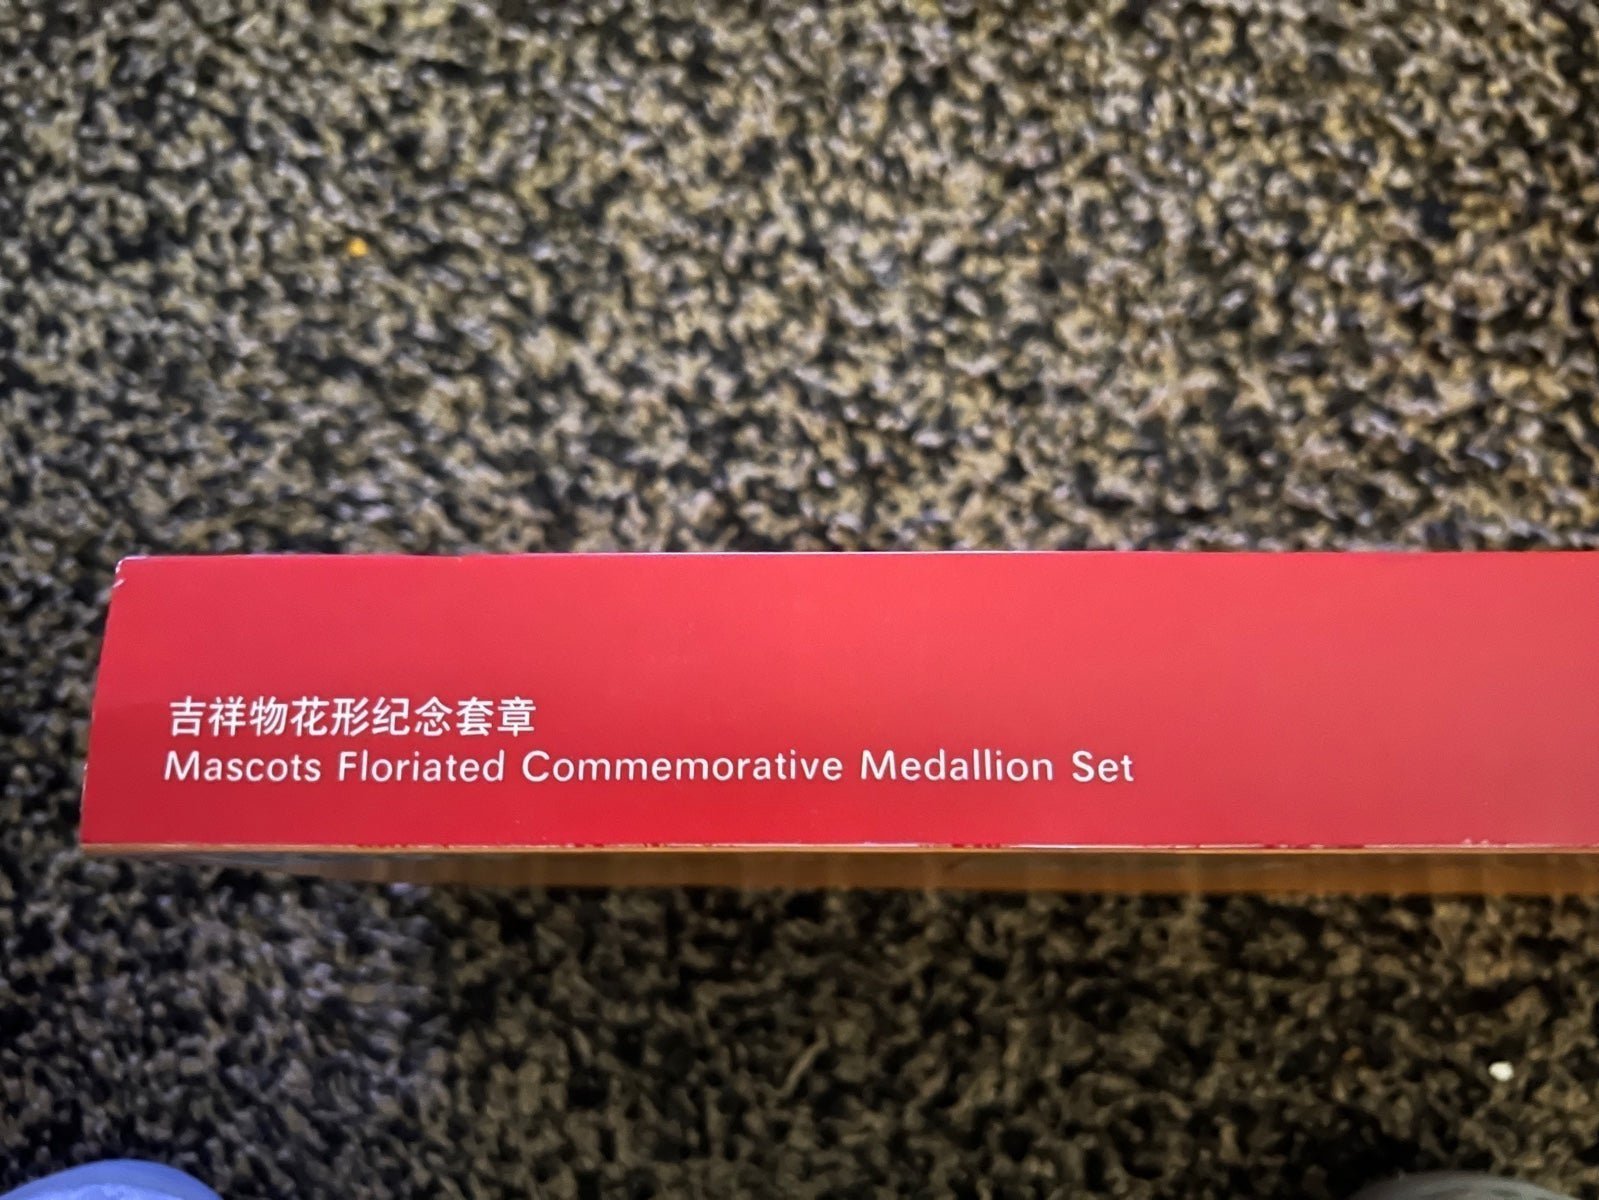 吉祥物花形纪念套章
Mascots Floriated Commemorative Medallion Set